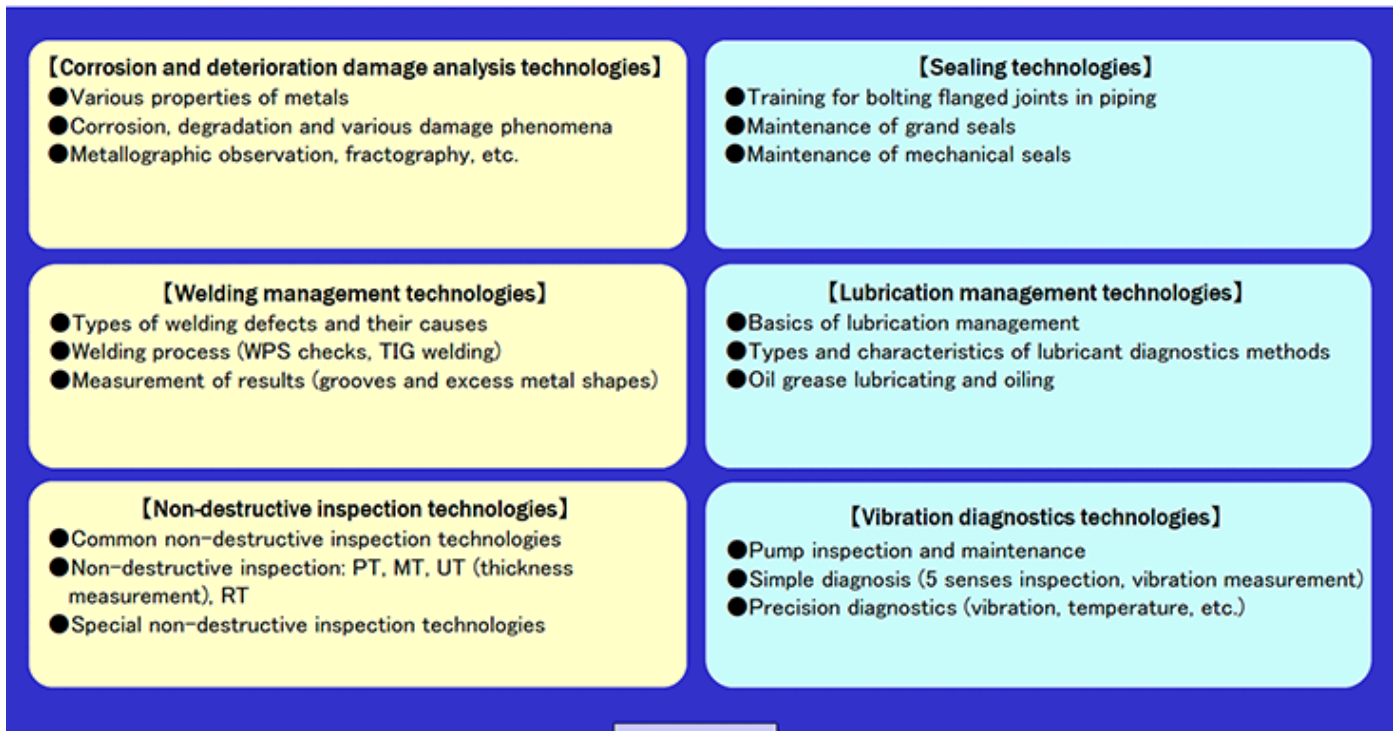 【Corrosion and deterioration damage analysis technologies】
●Various properties of metals
●Corrosion, degradation and various damage phenomena
●Metallographic observation, fractography, etc.
【Sealing technologies】
●Training for bolting flanged joints in piping
●Maintenance of grand seals
●Maintenance of mechanical seals
【Welding management technologies】
●Types of welding defects and their causes
●Welding process (WPS checks, TIG welding)
●Measurement of results (grooves and excess metal shapes)
【Lubrication management technologies】
●Basics of lubrication management
●Types and characteristics of lubricant diagnostics methods
●Oil grease lubricating and oiling
【Non-destructive inspection technologies】
●Common non-destructive inspection technologies
●Non-destructive inspection: PT, MT, UT (thickness
measurement), RT
●Special non-destructive inspection technologies
【Vibration diagnostics technologies】
●Pump inspection and maintenance
●Simple diagnosis (5 senses inspection, vibration measurement)
●Precision diagnostics (vibration, temperature, etc.)